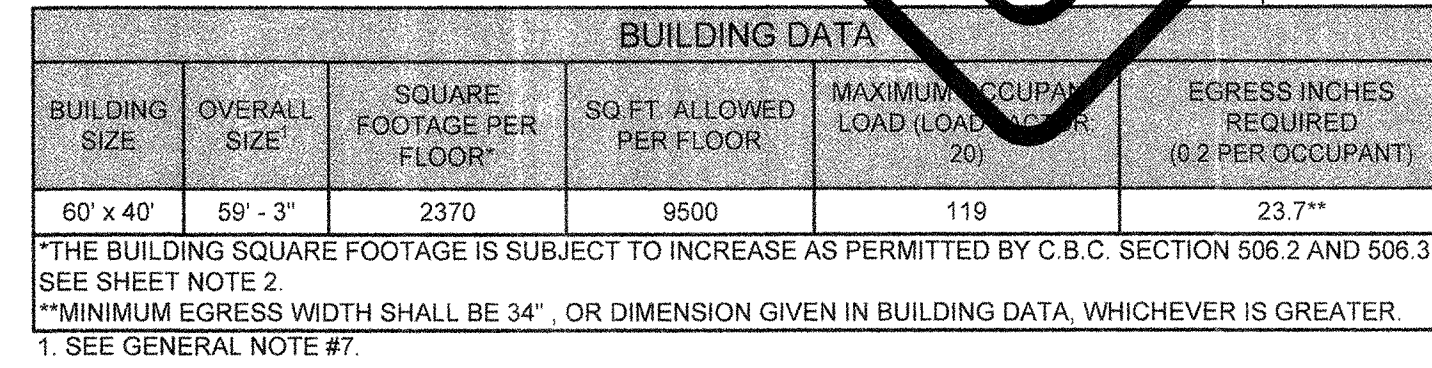 BUILDING DATA
BUILDING SIZE
OVERALL SIZE¹
SQUARE FOOTAGE PER FLOOR*
SQ FT ALLOWED PER FLOOR
MAXIMUM OCCUPANT LOAD (LOAD FACTOR: 20)
EGRESS INCHES REQUIRED (0.2 PER OCCUPANT)
60' x 40' 59' - 3" 2370 9500 119 23.7**
*THE BUILDING SQUARE FOOTAGE IS SUBJECT TO INCREASE AS PERMITTED BY C.B.C. SECTION 506.2 AND 506.3
SEE SHEET NOTE 2.
**MINIMUM EGRESS WIDTH SHALL BE 34" , OR DIMENSION GIVEN IN BUILDING DATA, WHICHEVER IS GREATER.
1. SEE GENERAL NOTE #7.